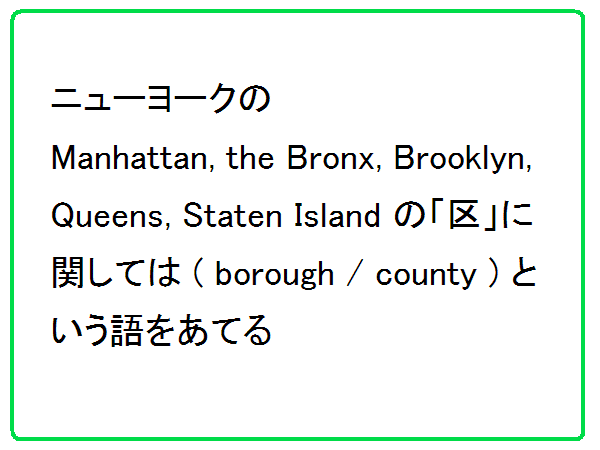 ニューヨークの
Manhattan, the Bronx, Brooklyn,
Queens, Staten Island の「区」に
関しては ( borough / county ) と
いう語をあてる